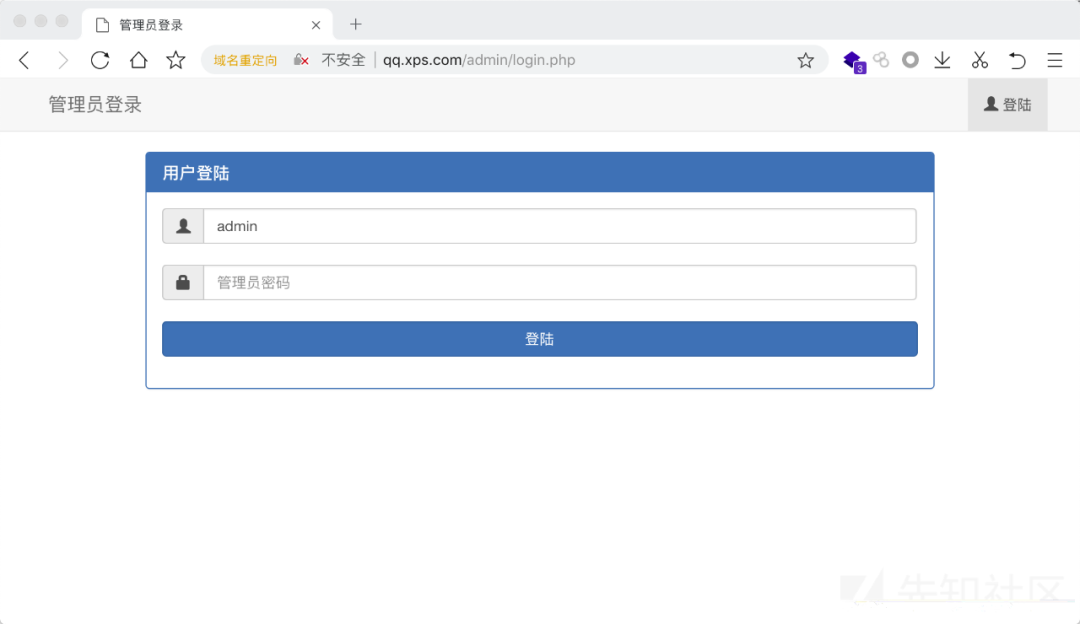 管理员登录
域名重定向 不安全 qq.xps.com/admin/login.php
3
管理员登录
登陆
用户登陆
admin
管理员密码
登陆
先知社区